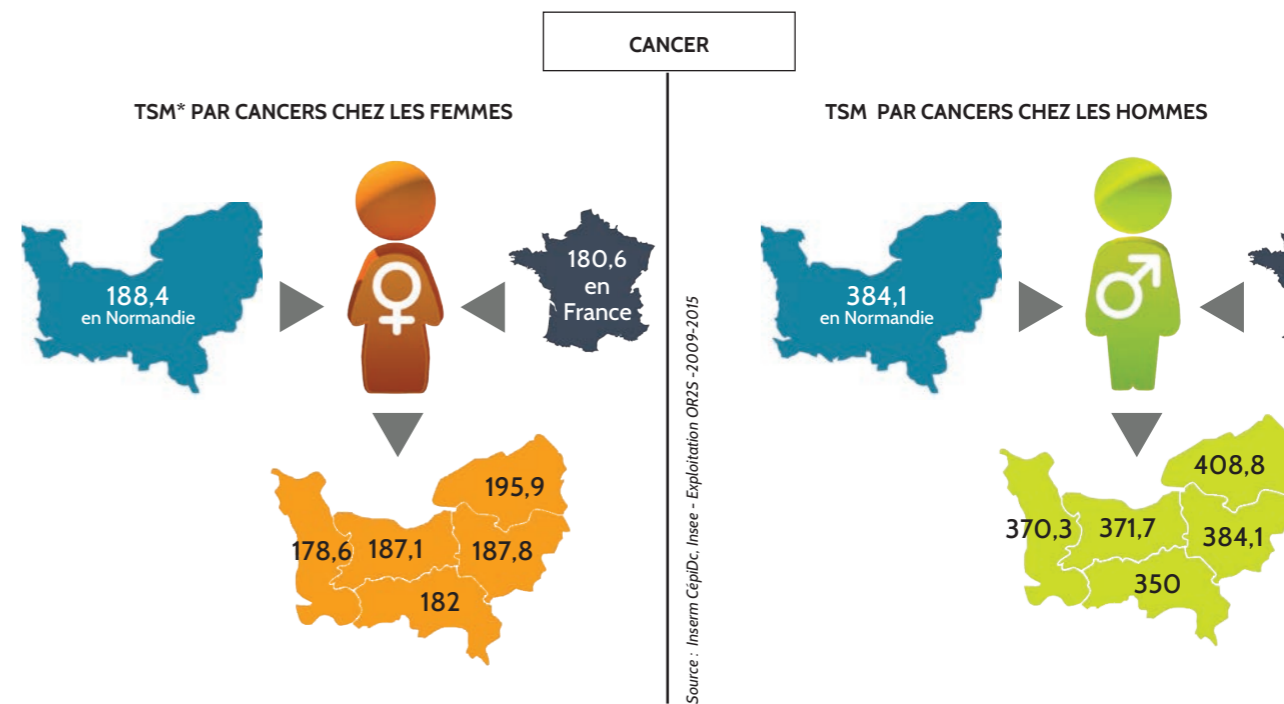 CANCER
TSM* PAR CANCERS CHEZ LES FEMMES
188,4
en Normandie
180,6
en
France
195,9
178,6
187,1
187,8
182
Source : Inserm CépiDc, Insee - Exploitation OR2S -2009-2015
TSM PAR CANCERS CHEZ LES HOMMES
384,1
en Normandie
408,8
370,3
371,7
384,1
350